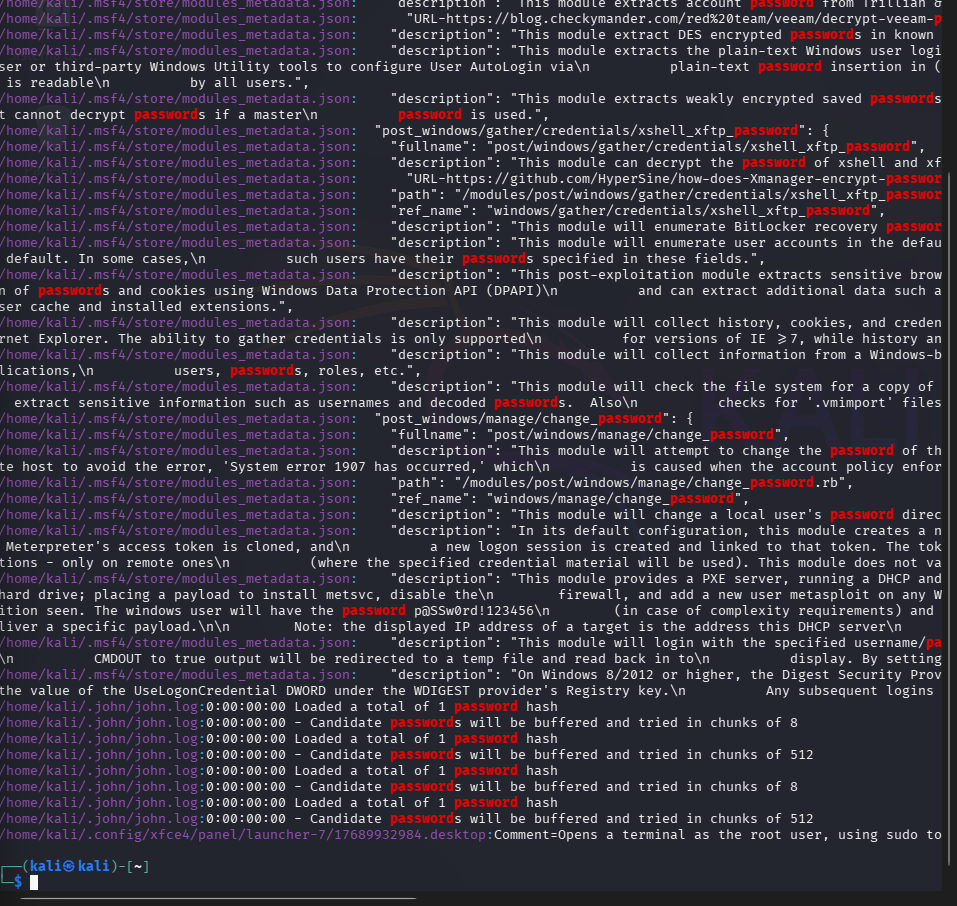 /home/kali/.msf4/store/modules_metadata.json:    "description": "This module extracts account password from Trillian &
"URL-https://blog.checkymander.com/red%20team/veeam/decrypt-veeam-p
/home/kali/.msf4/store/modules_metadata.json:    "description": "This module extract DES encrypted passwords in known
/home/kali/.msf4/store/modules_metadata.json:    "description": "This module extracts the plain-text Windows user logi
ser or third-party Windows Utility tools to configure User AutoLogin via\n          plain-text password insertion in (
 is readable\n          by all users.",
/home/kali/.msf4/store/modules_metadata.json:    "description": "This module extracts weakly encrypted saved passwords
t cannot decrypt passwords if a master\n          password is used.",
/home/kali/.msf4/store/modules_metadata.json:  "post_windows/gather/credentials/xshell_xftp_password": {
/home/kali/.msf4/store/modules_metadata.json:    "fullname": "post/windows/gather/credentials/xshell_xftp_password",
/home/kali/.msf4/store/modules_metadata.json:    "description": "This module can decrypt the password of xshell and xf
/home/kali/.msf4/store/modules_metadata.json:      "URL-https://github.com/HyperSine/how-does-Xmanager-encrypt-passwor
/home/kali/.msf4/store/modules_metadata.json:    "path": "/modules/post/windows/gather/credentials/xshell_xftp_passwor
/home/kali/.msf4/store/modules_metadata.json:    "ref_name": "windows/gather/credentials/xshell_xftp_password",
/home/kali/.msf4/store/modules_metadata.json:    "description": "This module will enumerate BitLocker recovery passwor
/home/kali/.msf4/store/modules_metadata.json:    "description": "This module will enumerate user accounts in the defau
 default. In some cases,\n          such users have their passwords specified in these fields.",
/home/kali/.msf4/store/modules_metadata.json:    "description": "This post-exploitation module extracts sensitive brow
n of passwords and cookies using Windows Data Protection API (DPAPI)\n          and can extract additional data such a
ser cache and installed extensions.",
/home/kali/.msf4/store/modules_metadata.json:    "description": "This module will collect history, cookies, and creden
rnet Explorer. The ability to gather credentials is only supported\n          for versions of IE >=7, while history an
/home/kali/.msf4/store/modules_metadata.json:    "description": "This module will collect information from a Windows-b
lications,\n          users, passwords, roles, etc.",
/home/kali/.msf4/store/modules_metadata.json:    "description": "This module will check the file system for a copy of
 extract sensitive information such as usernames and decoded passwords.  Also\n          checks for '.vmimport' files
/home/kali/.msf4/store/modules_metadata.json:  "post_windows/manage/change_password": {
/home/kali/.msf4/store/modules_metadata.json:    "fullname": "post/windows/manage/change_password",
/home/kali/.msf4/store/modules_metadata.json:    "description": "This module will attempt to change the password of th
te host to avoid the error, 'System error 1907 has occurred,' which\n          is caused when the account policy enfor
/home/kali/.msf4/store/modules_metadata.json:    "path": "/modules/post/windows/manage/change_password.rb",
/home/kali/.msf4/store/modules_metadata.json:    "ref_name": "windows/manage/change_password",
/home/kali/.msf4/store/modules_metadata.json:    "description": "This module will change a local user's password direc
/home/kali/.msf4/store/modules_metadata.json:    "description": "In its default configuration, this module creates a n
 Meterpreter's access token is cloned, and\n          a new logon session is created and linked to that token. The tok
tions - only on remote ones\n          (where the specified credential material will be used). This module does not va
/home/kali/.msf4/store/modules_metadata.json:    "description": "This module provides a PXE server, running a DHCP and
hard drive; placing a payload to install metsvc, disable the\n        firewall, and add a new user metasploit on any W
ition seen. The windows user will have the password p@SSw0rd!123456\n        (in case of complexity requirements) and
liver a specific payload.\n\n        Note: the displayed IP address of a target is the address this DHCP server\n
/home/kali/.msf4/store/modules_metadata.json:    "description": "This module will login with the specified username/pa
\n          CMDOUT to true output will be redirected to a temp file and read back in to\n          display. By setting
/home/kali/.msf4/store/modules_metadata.json:    "description": "On Windows 8/2012 or higher, the Digest Security Prov
the value of the UseLogonCredential DWORD under the WDIGEST provider's Registry key.\n          Any subsequent logins
/home/kali/.john/john.log:0:00:00:00 Loaded a total of 1 password hash
/home/kali/.john/john.log:0:00:00:00 - Candidate passwords will be buffered and tried in chunks of 8
/home/kali/.john/john.log:0:00:00:00 Loaded a total of 1 password hash
/home/kali/.john/john.log:0:00:00:00 - Candidate passwords will be buffered and tried in chunks of 512
/home/kali/.john/john.log:0:00:00:00 Loaded a total of 1 password hash
/home/kali/.john/john.log:0:00:00:00 - Candidate passwords will be buffered and tried in chunks of 8
/home/kali/.john/john.log:0:00:00:00 Loaded a total of 1 password hash
/home/kali/.john/john.log:0:00:00:00 - Candidate passwords will be buffered and tried in chunks of 512
/home/kali/.config/xfce4/panel/launcher-7/17689932984.desktop:Comment=Opens a terminal as the root user, using sudo to
┌──(kali㉿kali)-[~]
└─$